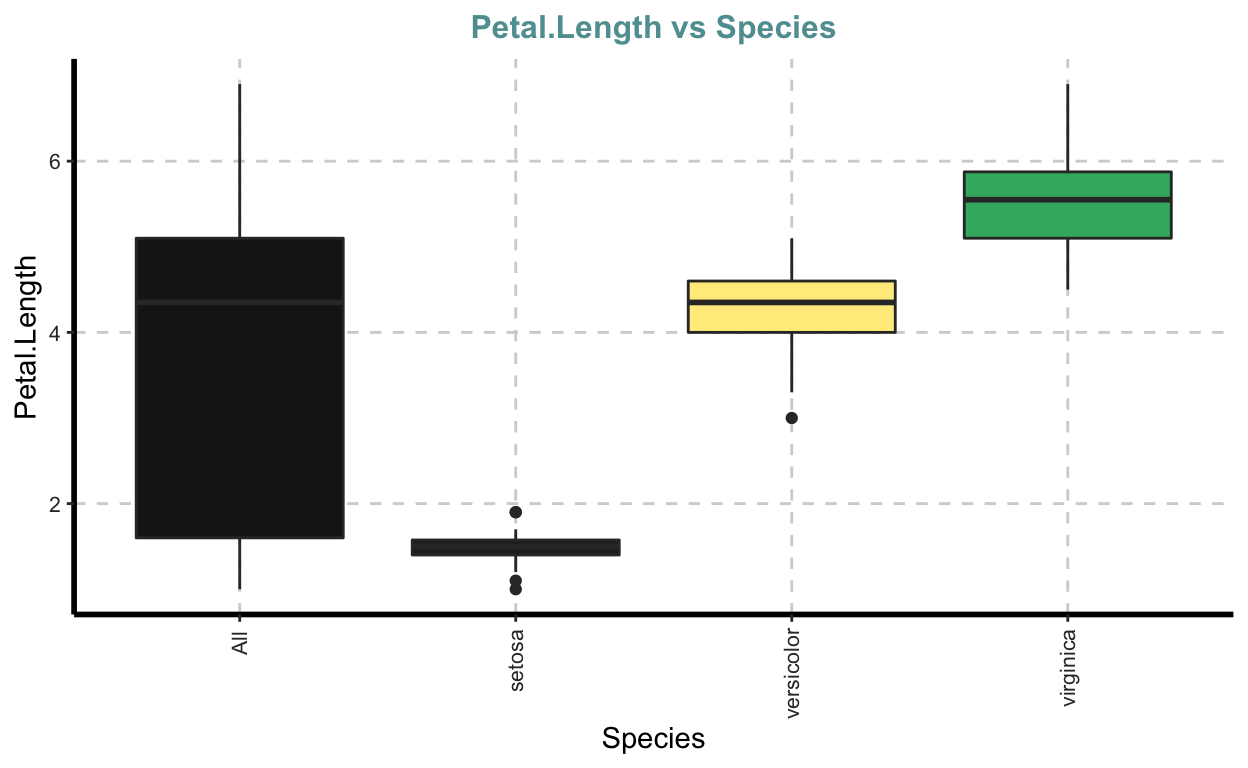 Petal.Length vs Species
Petal.Length
6
4
2
All
setosa
versicolor
virginica
Species